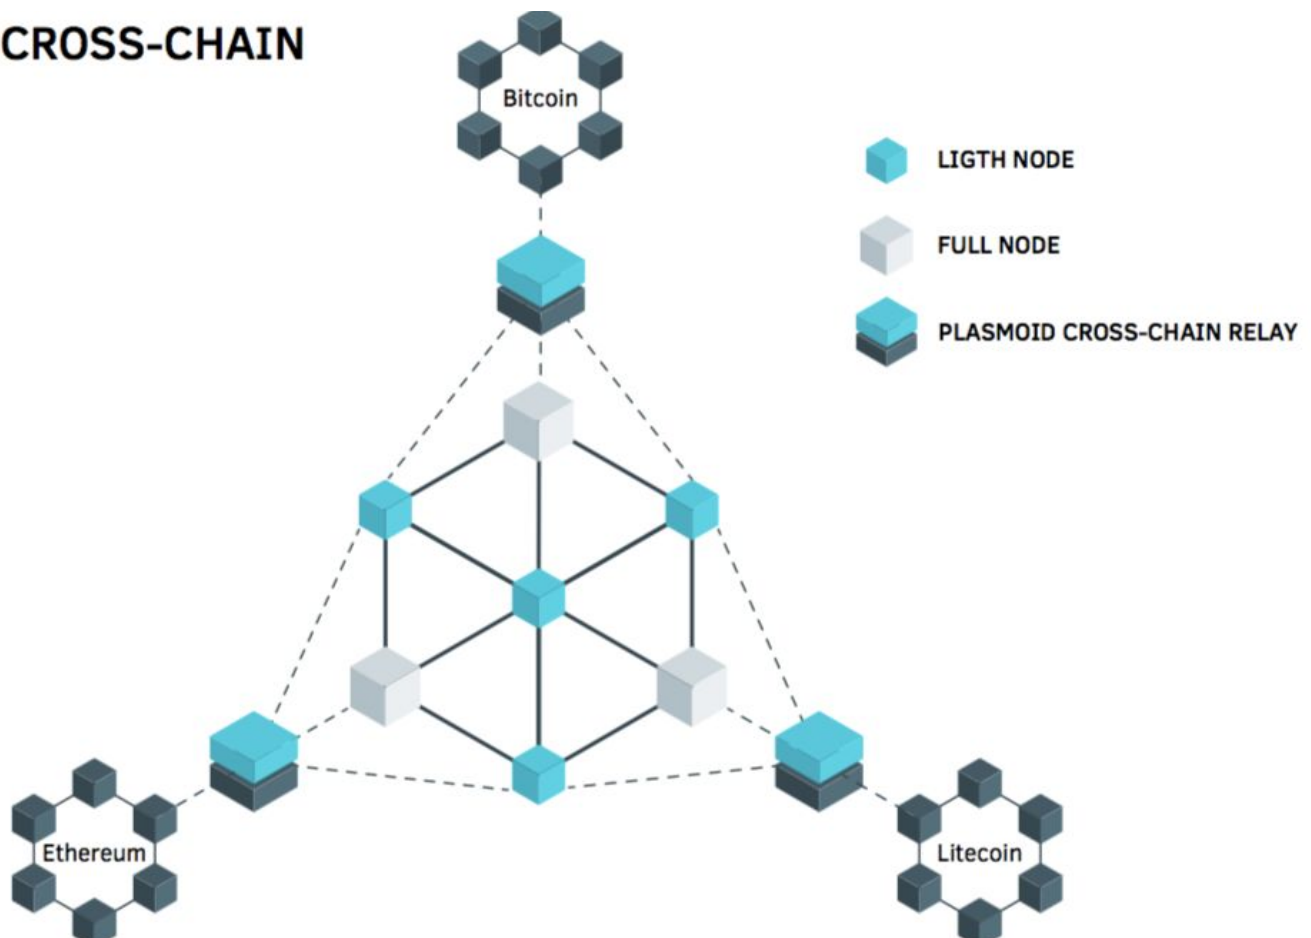 CROSS-CHAIN
Bitcoin
LIGTH NODE
FULL NODE
PLASMOID CROSS-CHAIN RELAY
Ethereum
Litecoin